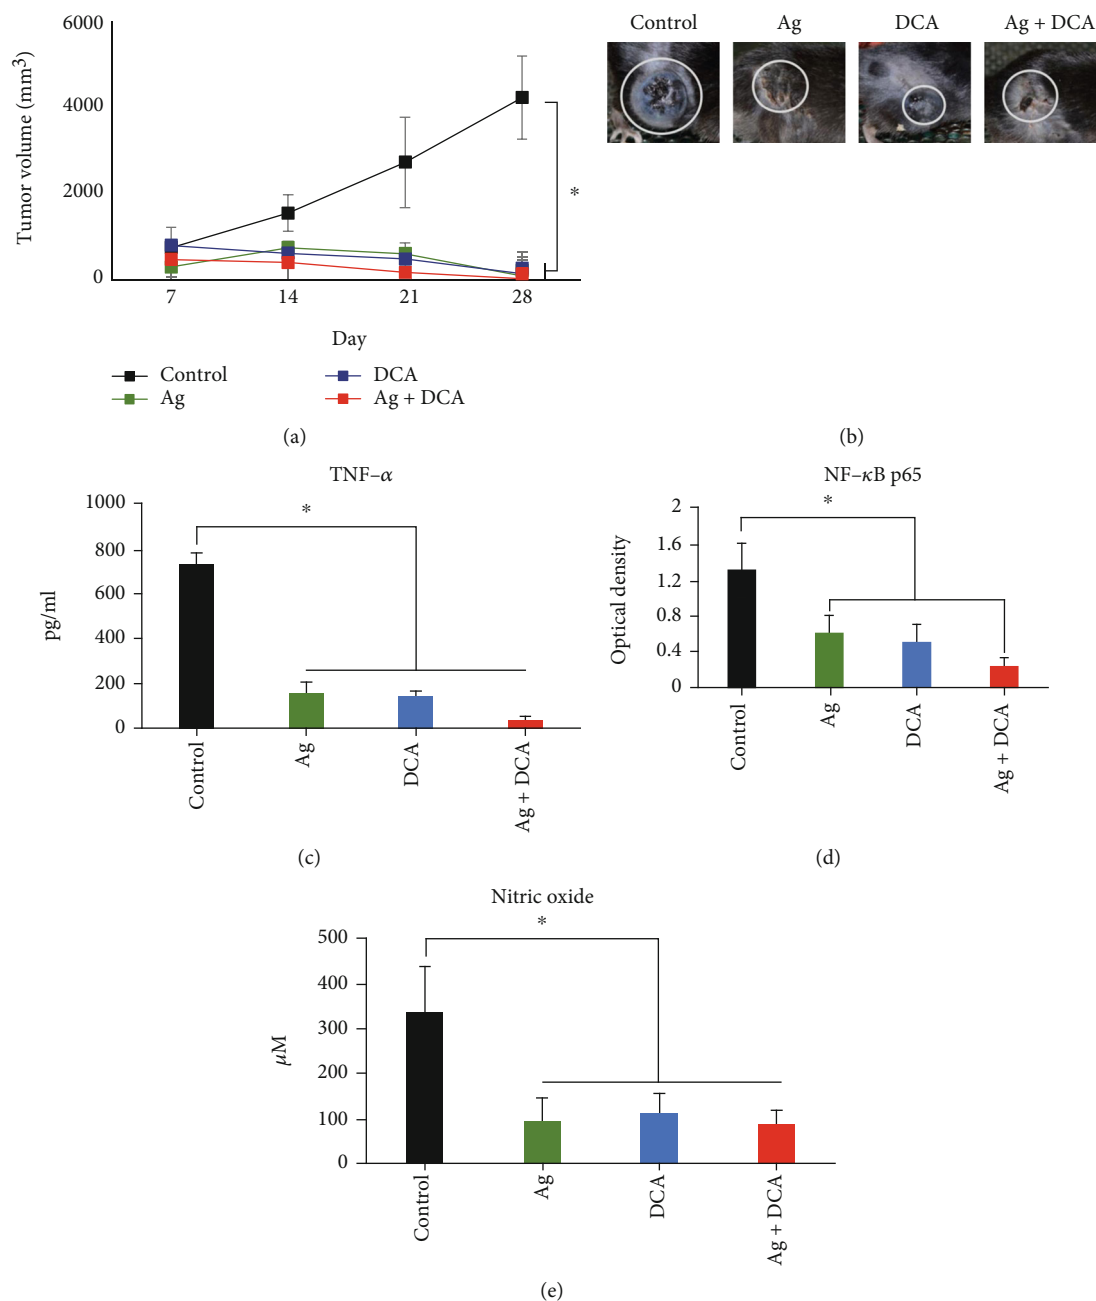 6000
4000
2000
0
Tumor volume (mm³)
7 14 21 28
Day
*
Control
Ag
DCA
Ag + DCA
(a)
Control Ag DCA Ag + DCA
(b)
TNF–α
1000
800
600
400
200
0
pg/ml
*
Control
Ag
DCA
Ag + DCA
(c)
NF–κB p65
2
1.6
1.2
0.8
0.4
0
Optical density
*
Control
Ag
DCA
Ag + DCA
(d)
Nitric oxide
500
400
300
200
100
0
μM
*
Control
Ag
DCA
Ag + DCA
(e)